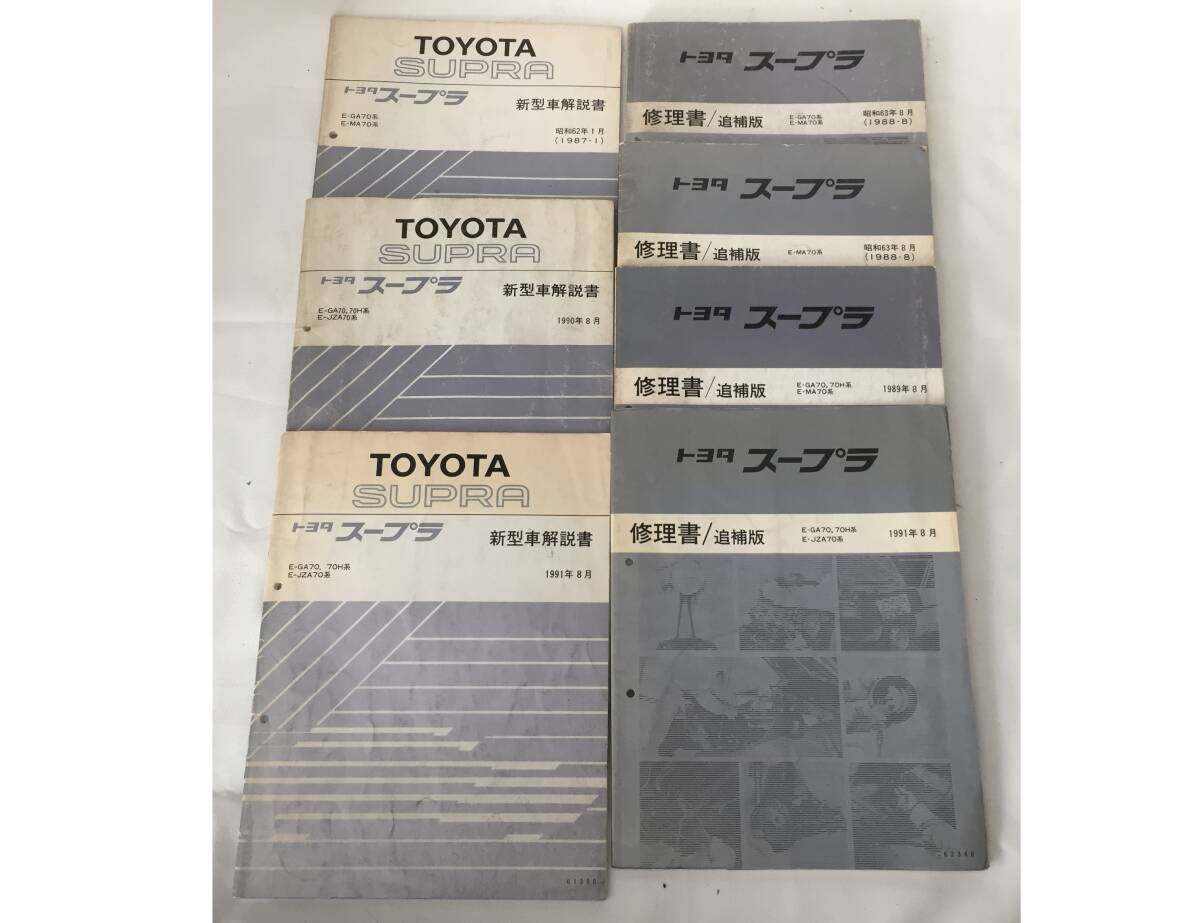 TOYOTA
SUPRA
トヨタ スープラ 新型車解説書
E-GA70系
E-MA70系
昭和62年1月
(1987-1)
TOYOTA
SUPRA
トヨタ スープラ 新型車解説書
E-GA70, 70H系
E-JZA70系
1990年8月
TOYOTA
SUPRA
トヨタ スープラ 新型車解説書
E-GA70, 70H系
E-JZA70系
1991年8月
トヨタ スープラ
修理書/追補版
E-GA70系
E-MA70系
昭和63年8月
(1988-8)
トヨタ スープラ
修理書/追補版
E-MA70系
昭和63年8月
(1988-8)
トヨタ スープラ
修理書/追補版
E-GA70, 70H系
E-MA70系
1989年8月
トヨタ スープラ
修理書/追補版
E-GA70, 70H系
E-JZA70系
1991年8月